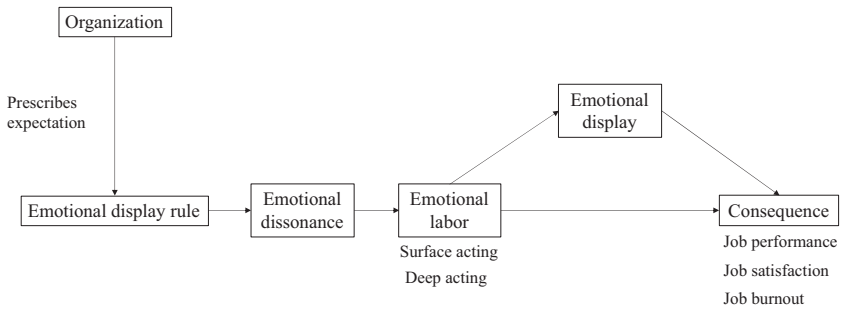 Organization
Prescribes
expectation
Emotional
display
Emotional display rule
Emotional
dissonance
Emotional
labor
Consequence
Surface acting
Deep acting
Job performance
Job satisfaction
Job burnout